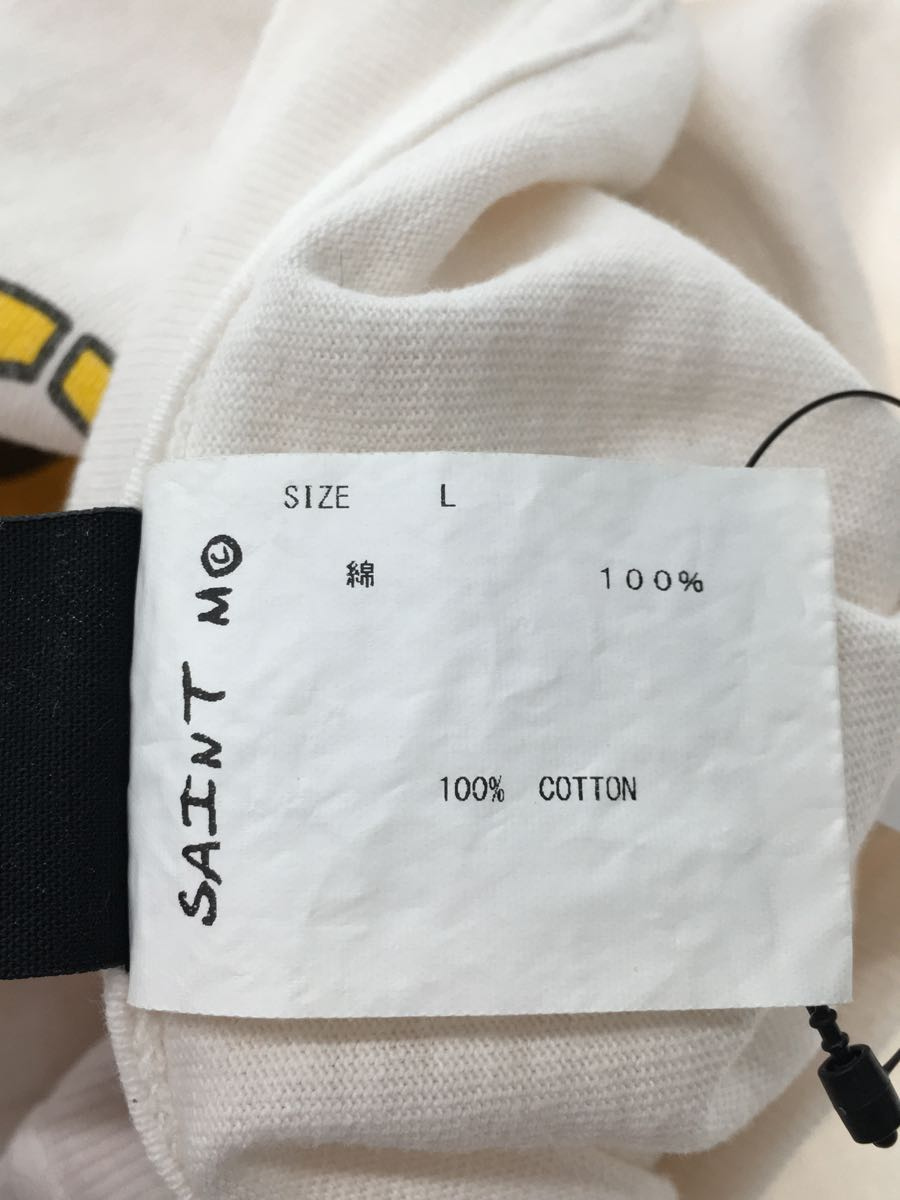 SIZE L
綿 100%
100% COTTON
SAINT M